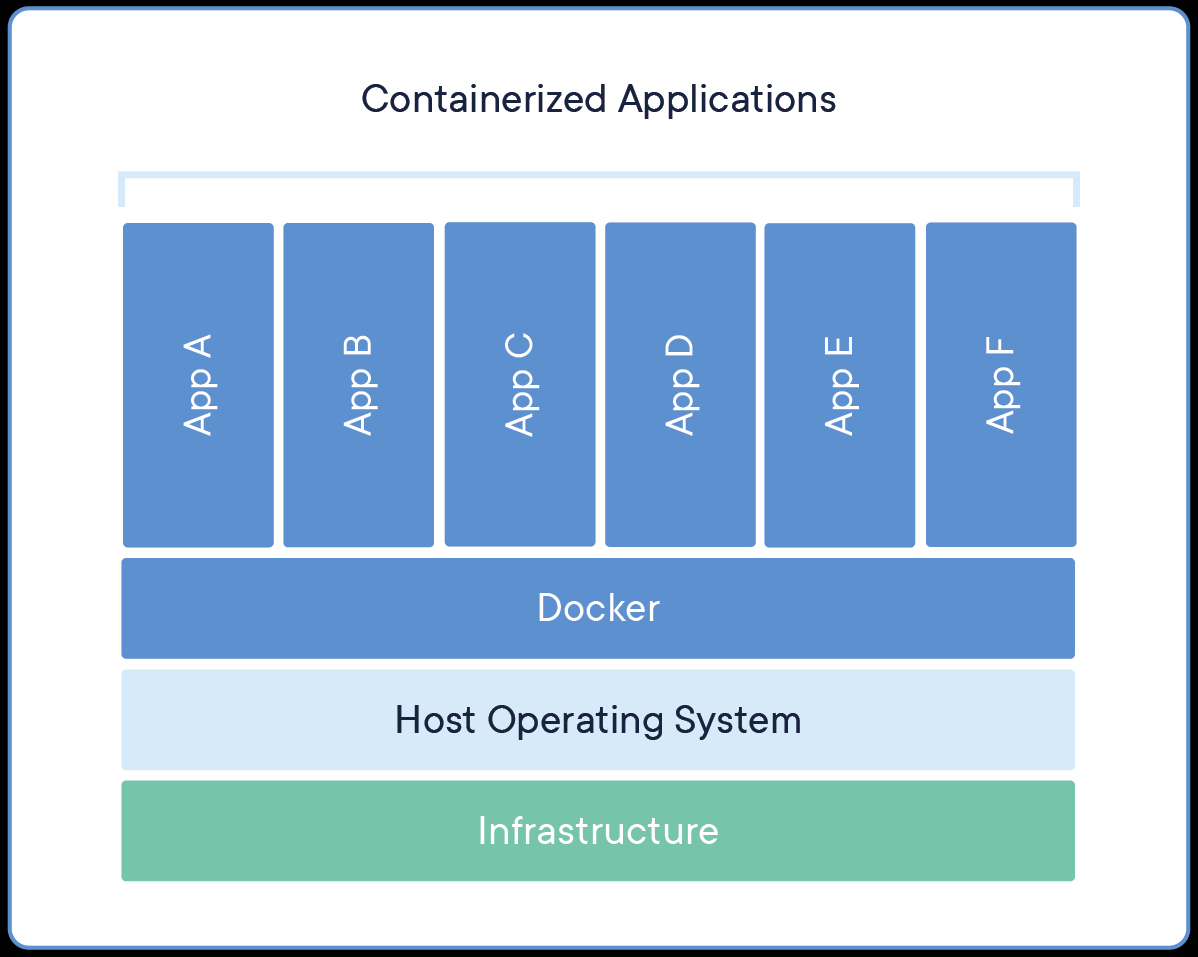 Containerized Applications
App A
App B
App C
App D
App E
App F
Docker
Host Operating System
Infrastructure